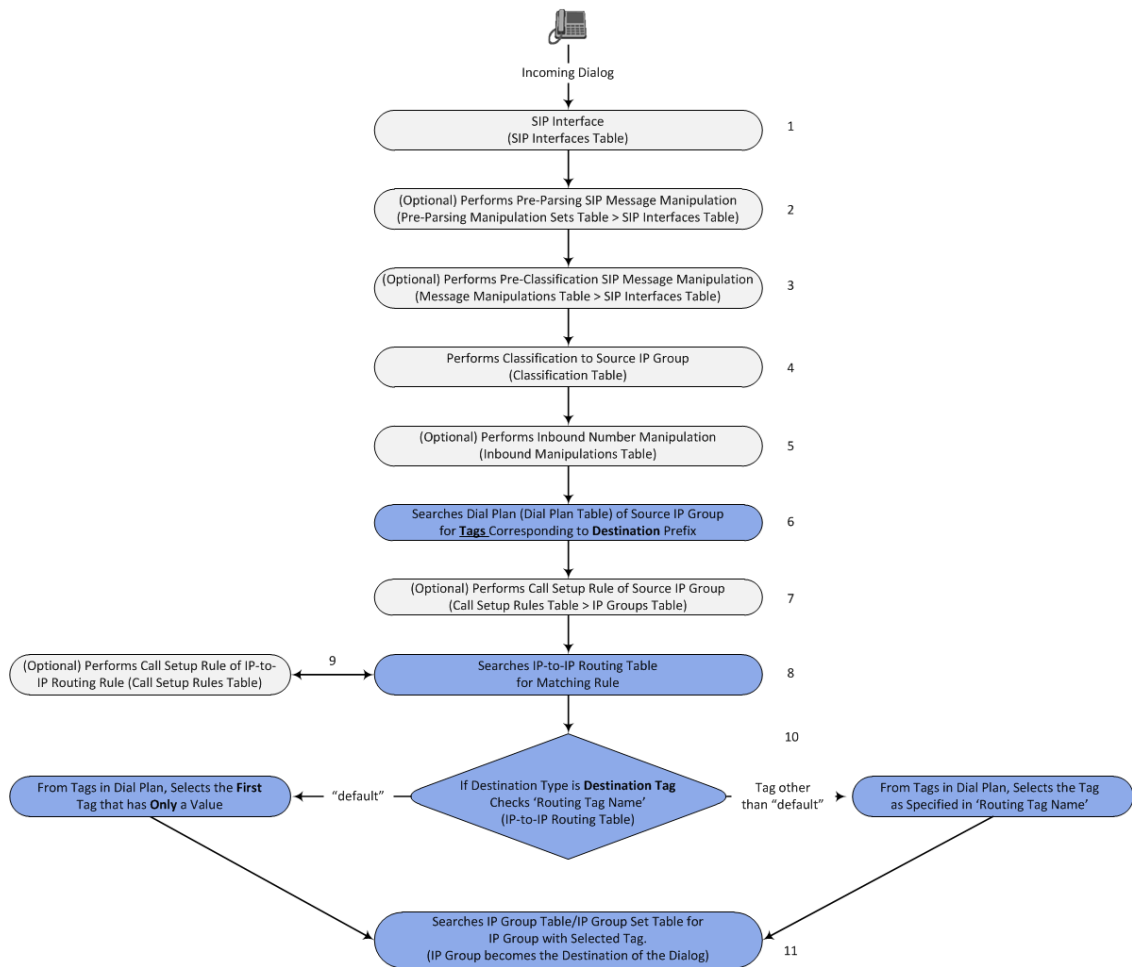 Incoming Dialog
SIP Interface
(SIP Interfaces Table)
1
(Optional) Performs Pre-Parsing SIP Message Manipulation
(Pre-Parsing Manipulation Sets Table > SIP Interfaces Table)
2
(Optional) Performs Pre-Classification SIP Message Manipulation
(Message Manipulations Table > SIP Interfaces Table)
3
Performs Classification to Source IP Group
(Classification Table)
4
(Optional) Performs Inbound Number Manipulation
(Inbound Manipulations Table)
5
Searches Dial Plan (Dial Plan Table) of Source IP Group
for Tags Corresponding to Destination Prefix
6
(Optional) Performs Call Setup Rule of Source IP Group
(Call Setup Rules Table > IP Groups Table)
7
(Optional) Performs Call Setup Rule of IP-to-
IP Routing Rule (Call Setup Rules Table)
9
Searches IP-to-IP Routing Table
for Matching Rule
8
10
From Tags in Dial Plan, Selects the First
Tag that has Only a Value
“default”
If Destination Type is Destination Tag
Checks ‘Routing Tag Name’
(IP-to-IP Routing Table)
Tag other
than “default”
From Tags in Dial Plan, Selects the Tag
as Specified in ‘Routing Tag Name’
Searches IP Group Table/IP Group Set Table for
IP Group with Selected Tag.
(IP Group becomes the Destination of the Dialog)
11